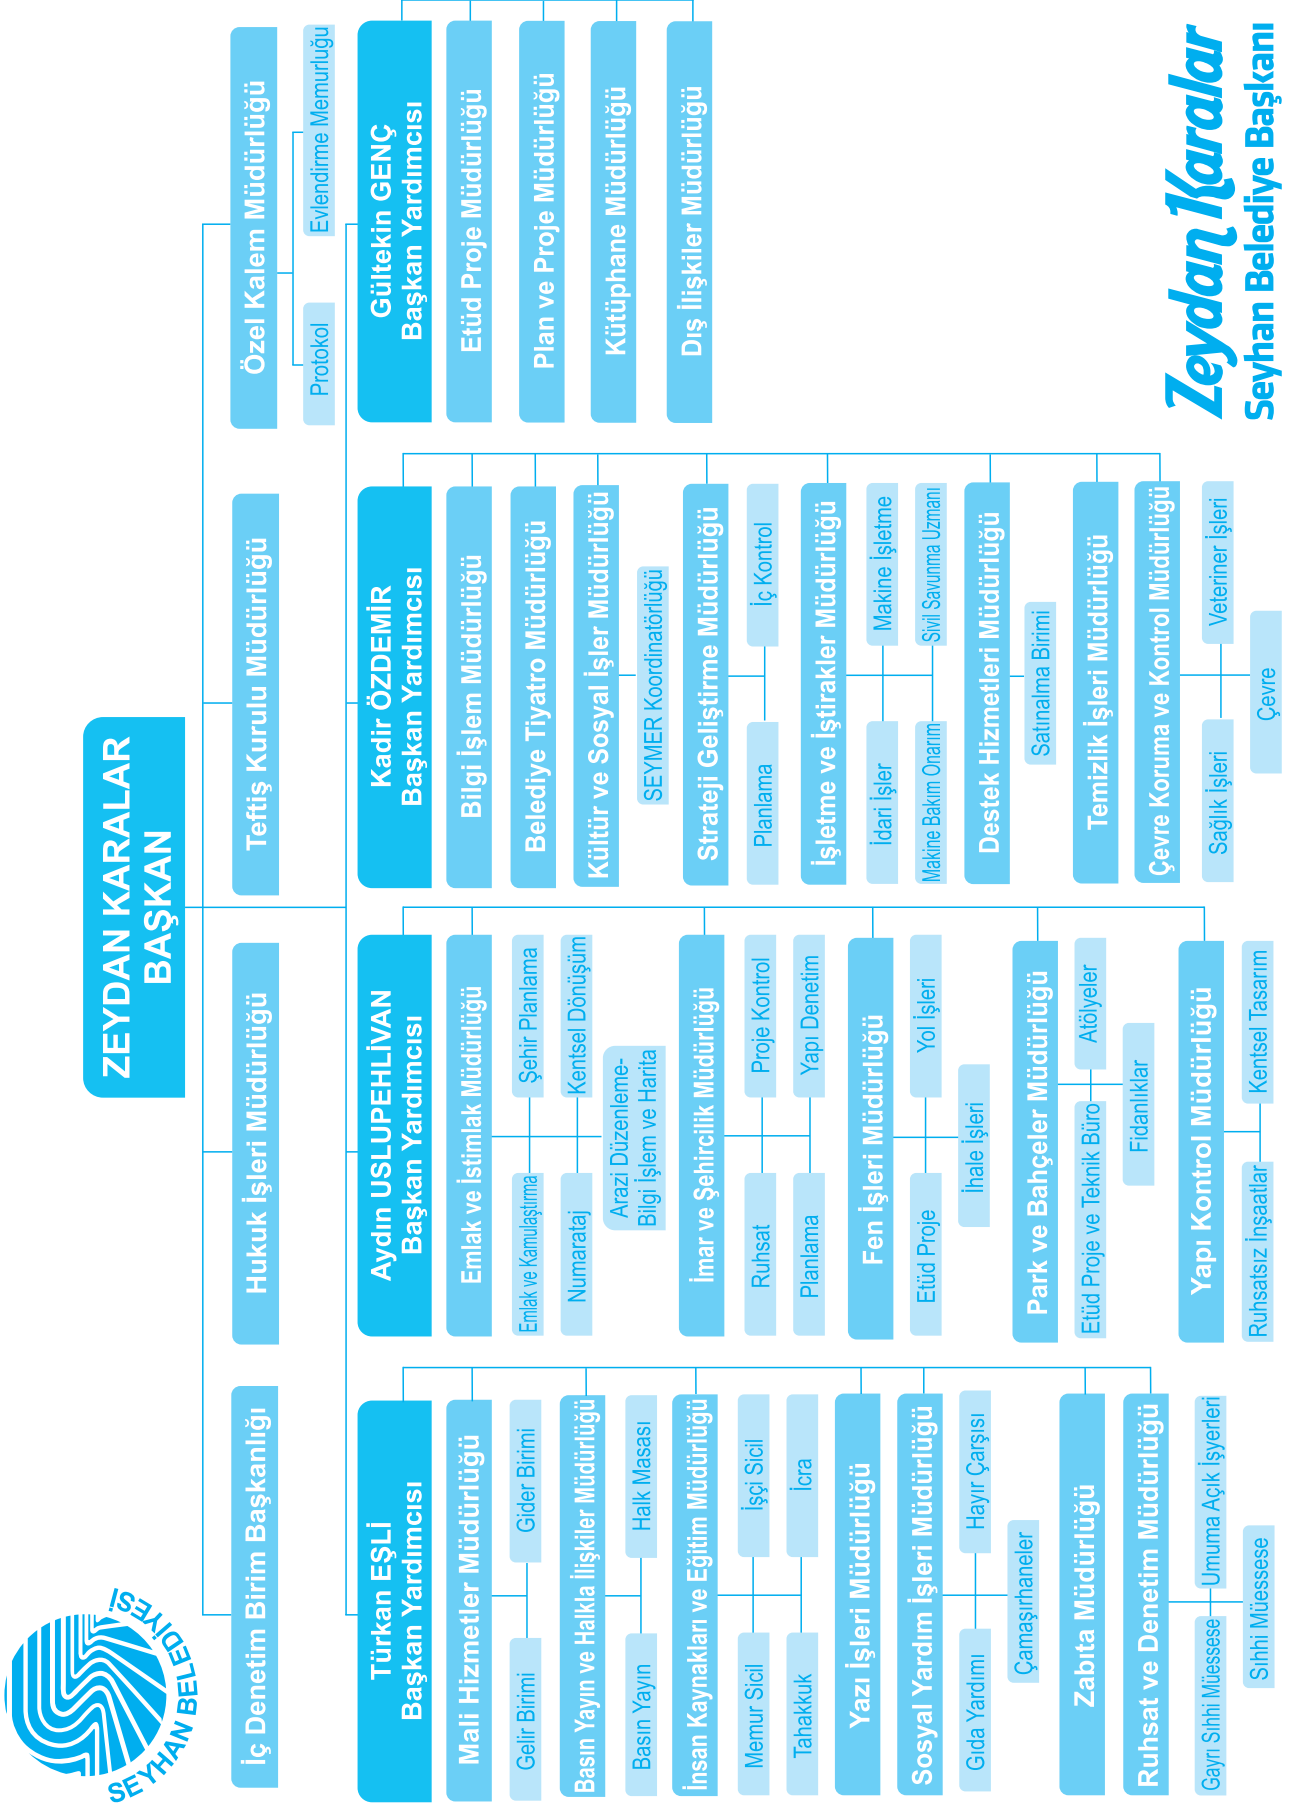 SEYHAN BELEDİYESİ
ZEYDAN KARALAR
BAŞKAN
İç Denetim Birim Başkanlığı
Hukuk İşleri Müdürlüğü
Teftiş Kurulu Müdürlüğü
Özel Kalem Müdürlüğü
Protokol
Evlendirme Memurluğu
Türkan EŞLİ
Başkan Yardımcısı
Mali Hizmetler Müdürlüğü
Gelir Birimi
Gider Birimi
Basın Yayın ve Halkla İlişkiler Müdürlüğü
Basın Yayın
Halk Masası
İnsan Kaynakları ve Eğitim Müdürlüğü
Memur Sicil
İşçi Sicil
Tahakkuk
İcra
Yazı İşleri Müdürlüğü
Sosyal Yardım İşleri Müdürlüğü
Gıda Yardımı
Hayır Çarşısı
Çamaşırhaneler
Zabıta Müdürlüğü
Ruhsat ve Denetim Müdürlüğü
Gayrı Sıhhi Müessese
Umuma Açık İşyerleri
Sıhhi Müessese
Aydın USLUPEHLİVAN
Başkan Yardımcısı
Emlak ve İstimlak Müdürlüğü
Emlak ve Kamulaştırma
Şehir Planlama
Numarataj
Kentsel Dönüşüm
Arazi Düzenleme-
Bilgi İşlem ve Harita
İmar ve Şehircilik Müdürlüğü
Ruhsat
Proje Kontrol
Planlama
Yapı Denetim
Fen İşleri Müdürlüğü
Etüd Proje
Yol İşleri
İhale İşleri
Park ve Bahçeler Müdürlüğü
Etüd Proje ve Teknik Büro
Atölyeler
Fidanlıklar
Yapı Kontrol Müdürlüğü
Ruhsatsız İnşaatlar
Kentsel Tasarım
Kadir ÖZDEMİR
Başkan Yardımcısı
Bilgi İşlem Müdürlüğü
Belediye Tiyatro Müdürlüğü
Kültür ve Sosyal İşler Müdürlüğü
SEYMER Koordinatörlüğü
Strateji Geliştirme Müdürlüğü
Planlama
İç Kontrol
İşletme ve İştirakler Müdürlüğü
İdari İşler
Makine İşletme
Makine Bakım Onarım
Sivil Savunma Uzmanı
Destek Hizmetleri Müdürlüğü
Satınalma Birimi
Temizlik İşleri Müdürlüğü
Çevre Koruma ve Kontrol Müdürlüğü
Sağlık İşleri
Veteriner İşleri
Çevre
Gültekin GENÇ
Başkan Yardımcısı
Etüd Proje Müdürlüğü
Plan ve Proje Müdürlüğü
Kütüphane Müdürlüğü
Dış İlişkiler Müdürlüğü
Zeydan Karalar
Seyhan Belediye Başkanı